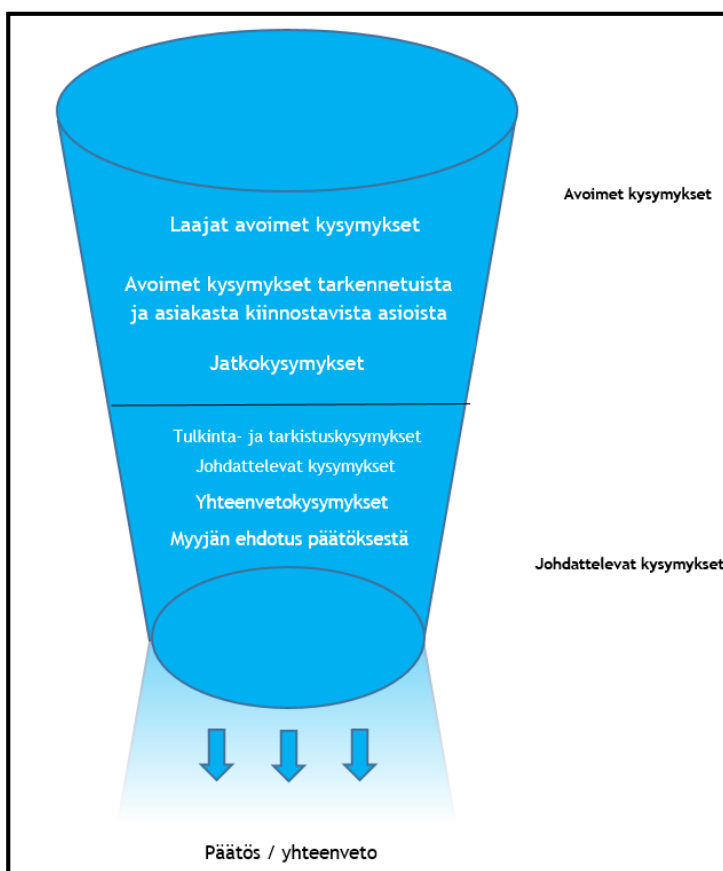 Avoimet kysymykset
Laajat avoimet kysymykset
Avoimet kysymykset tarkennetuista
ja asiakasta kiinnostavista asioista
Jatkokysymykset
Tulkinta- ja tarkistuskysymykset
Johdattelevat kysymykset
Yhteenvetokysymykset
Myyjän ehdotus päätöksestä
Johdattelevat kysymykset
Päätös / yhteenveto